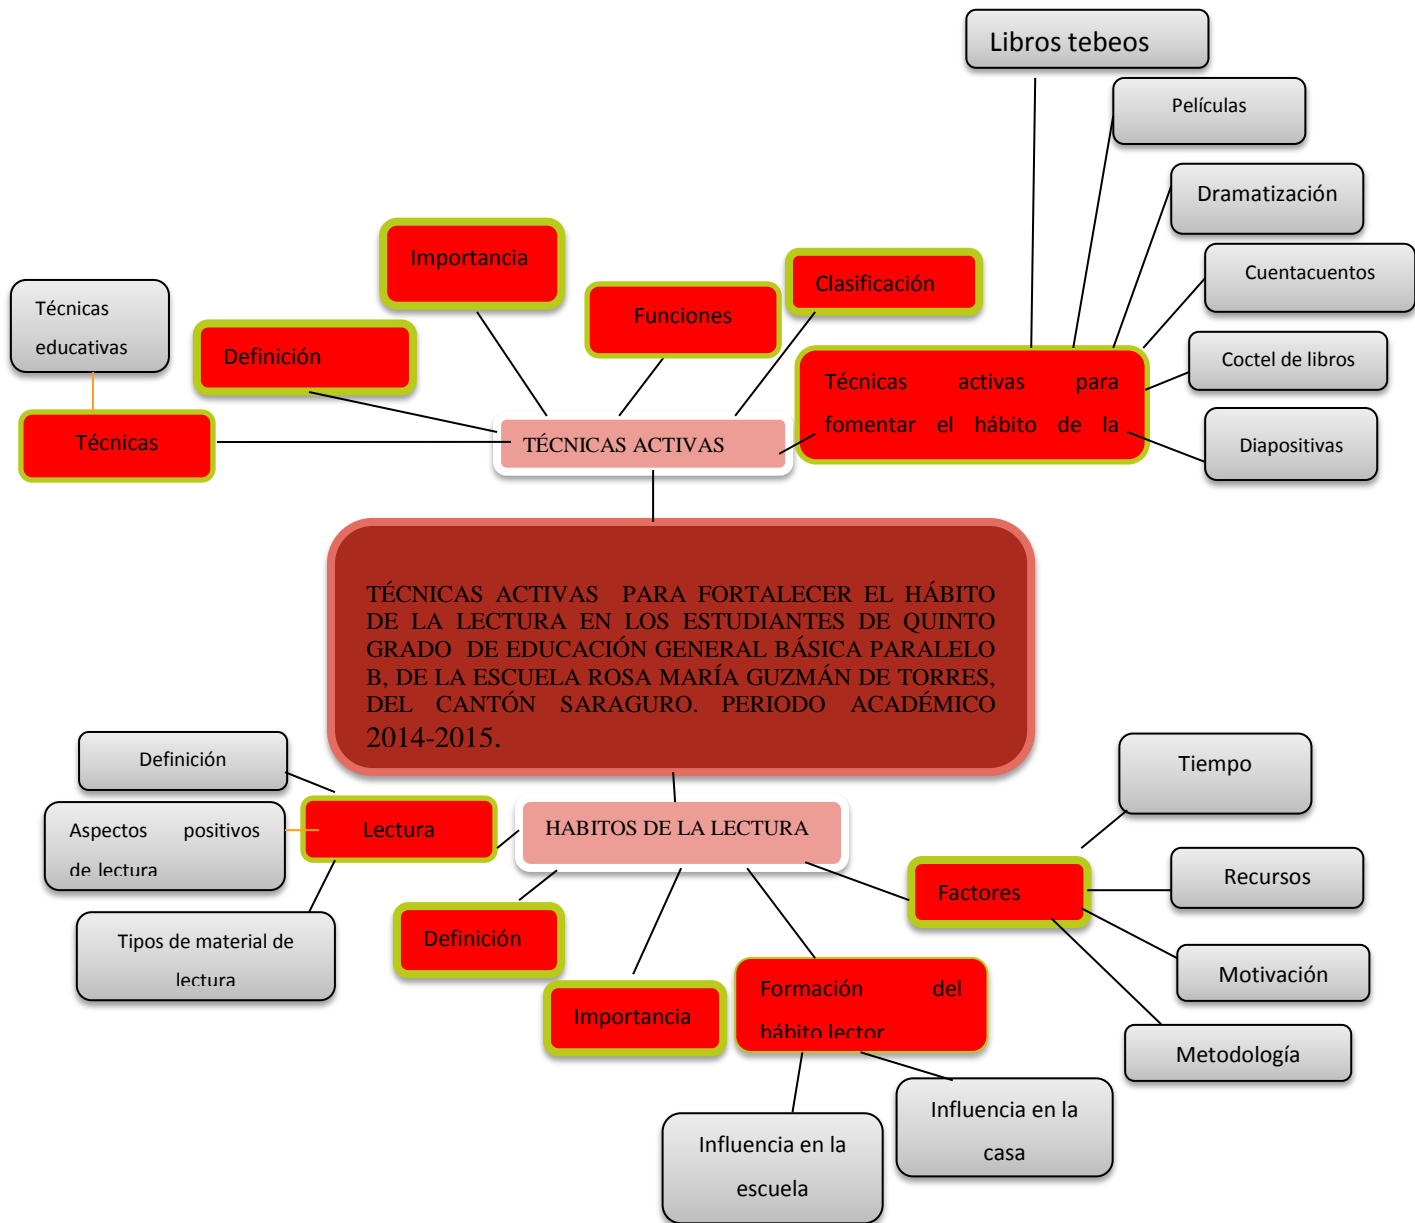 Libros tebeos
Películas
Dramatización
Importancia
Cuentacuentos
Clasificación
Técnicas
educativas
Funciones
Definición
Coctel de libros
Técnicas activas para
fomentar el hábito de la
Técnicas
TÉCNICAS ACTIVAS
Diapositivas
TÉCNICAS ACTIVAS PARA FORTALECER EL HÁBITO
DE LA LECTURA EN LOS ESTUDIANTES DE QUINTO
GRADO DE EDUCACIÓN GENERAL BÁSICA PARALELO
B, DE LA ESCUELA ROSA MARÍA GUZMÁN DE TORRES,
DEL CANTÓN SARAGURO. PERIODO ACADÉMICO
2014-2015.
Definición
Tiempo
Aspectos positivos
de lectura
Lectura
HABITOS DE LA LECTURA
Factores
Recursos
Tipos de material de
lectura
Definición
Motivación
Importancia
Formación del
hábito lector
Metodología
Influencia en la
casa
Influencia en la
escuela